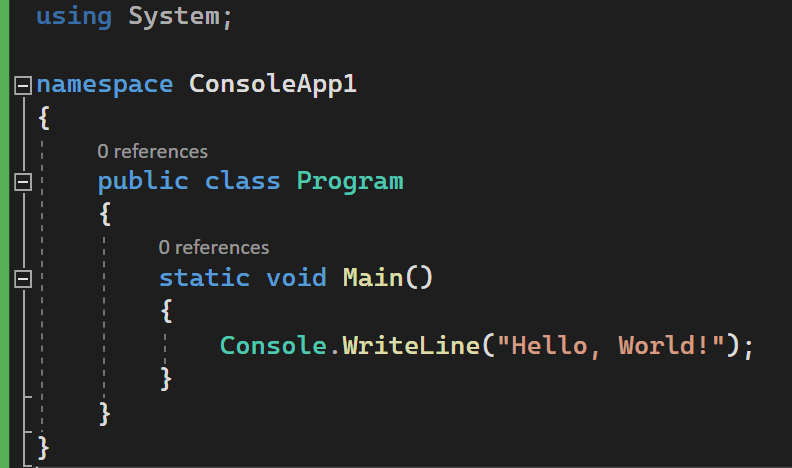 using System;
namespace ConsoleApp1
{
0 references
public class Program
{
0 references
static void Main()
{
Console.WriteLine("Hello, World!");
}
}
}